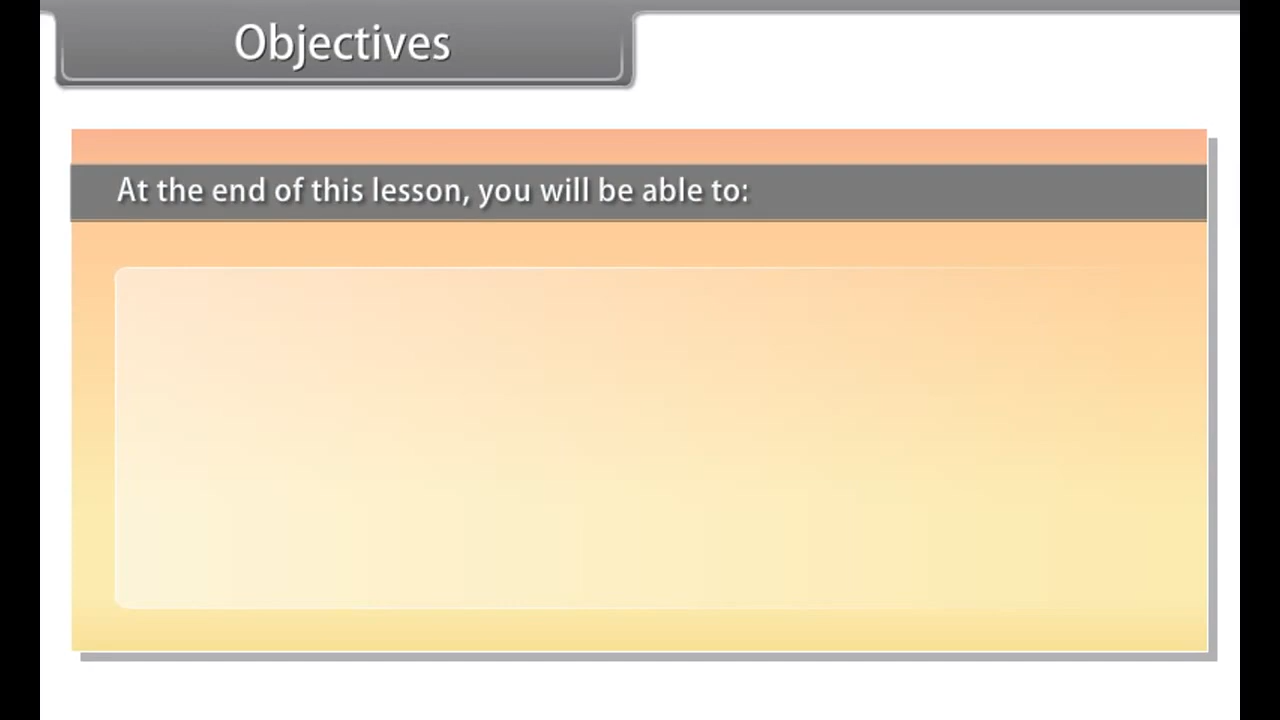 Objectives
At the end of this lesson, you will be able to: